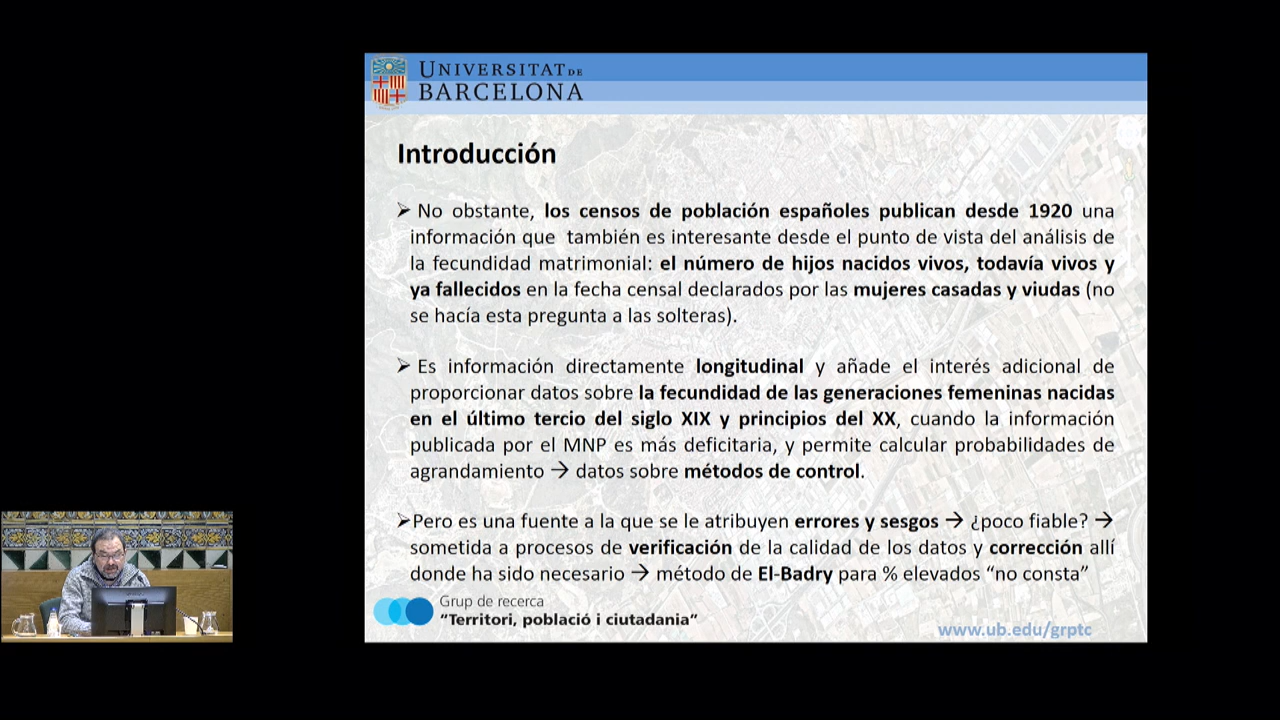 UNIVERSITAT DE
BARCELONA
Introducción
➢ No obstante, los censos de población españoles publican desde 1920 una
información que también es interesante desde el punto de vista del análisis de
la fecundidad matrimonial: el número de hijos nacidos vivos, todavía vivos y
ya fallecidos en la fecha censal declarados por las mujeres casadas y viudas (no
se hacía esta pregunta a las solteras).
➢ Es información directamente longitudinal y añade el interés adicional de
proporcionar datos sobre la fecundidad de las generaciones femeninas nacidas
en el último tercio del siglo XIX y principios del XX, cuando la información
publicada por el MNP es más deficitaria, y permite calcular probabilidades de
agrandamiento → datos sobre métodos de control.
➢Pero es una fuente a la que se le atribuyen errores y sesgos → ¿poco fiable? →
sometida a procesos de verificación de la calidad de los datos y corrección allí
donde ha sido necesario → método de El-Badry para % elevados “no consta”
Grup de recerca
“Territori, població i ciutadania”
www.ub.edu/grptc